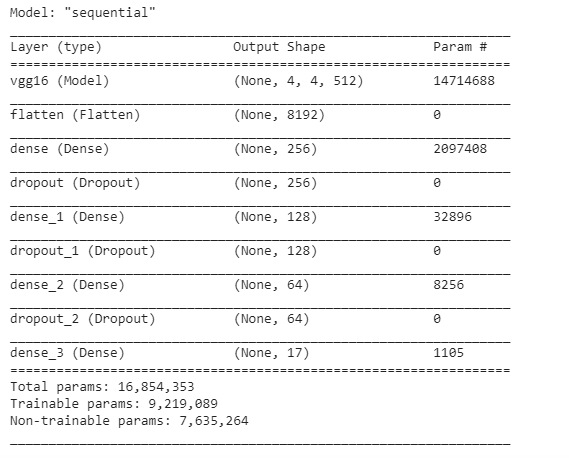 Model: "sequential"
Layer (type) Output Shape Param #
vgg16 (Model) (None, 4, 4, 512) 14714688
flatten (Flatten) (None, 8192) 0
dense (Dense) (None, 256) 2097408
dropout (Dropout) (None, 256) 0
dense_1 (Dense) (None, 128) 32896
dropout_1 (Dropout) (None, 128) 0
dense_2 (Dense) (None, 64) 8256
dropout_2 (Dropout) (None, 64) 0
dense_3 (Dense) (None, 17) 1105
Total params: 16,854,353
Trainable params: 9,219,089
Non-trainable params: 7,635,264